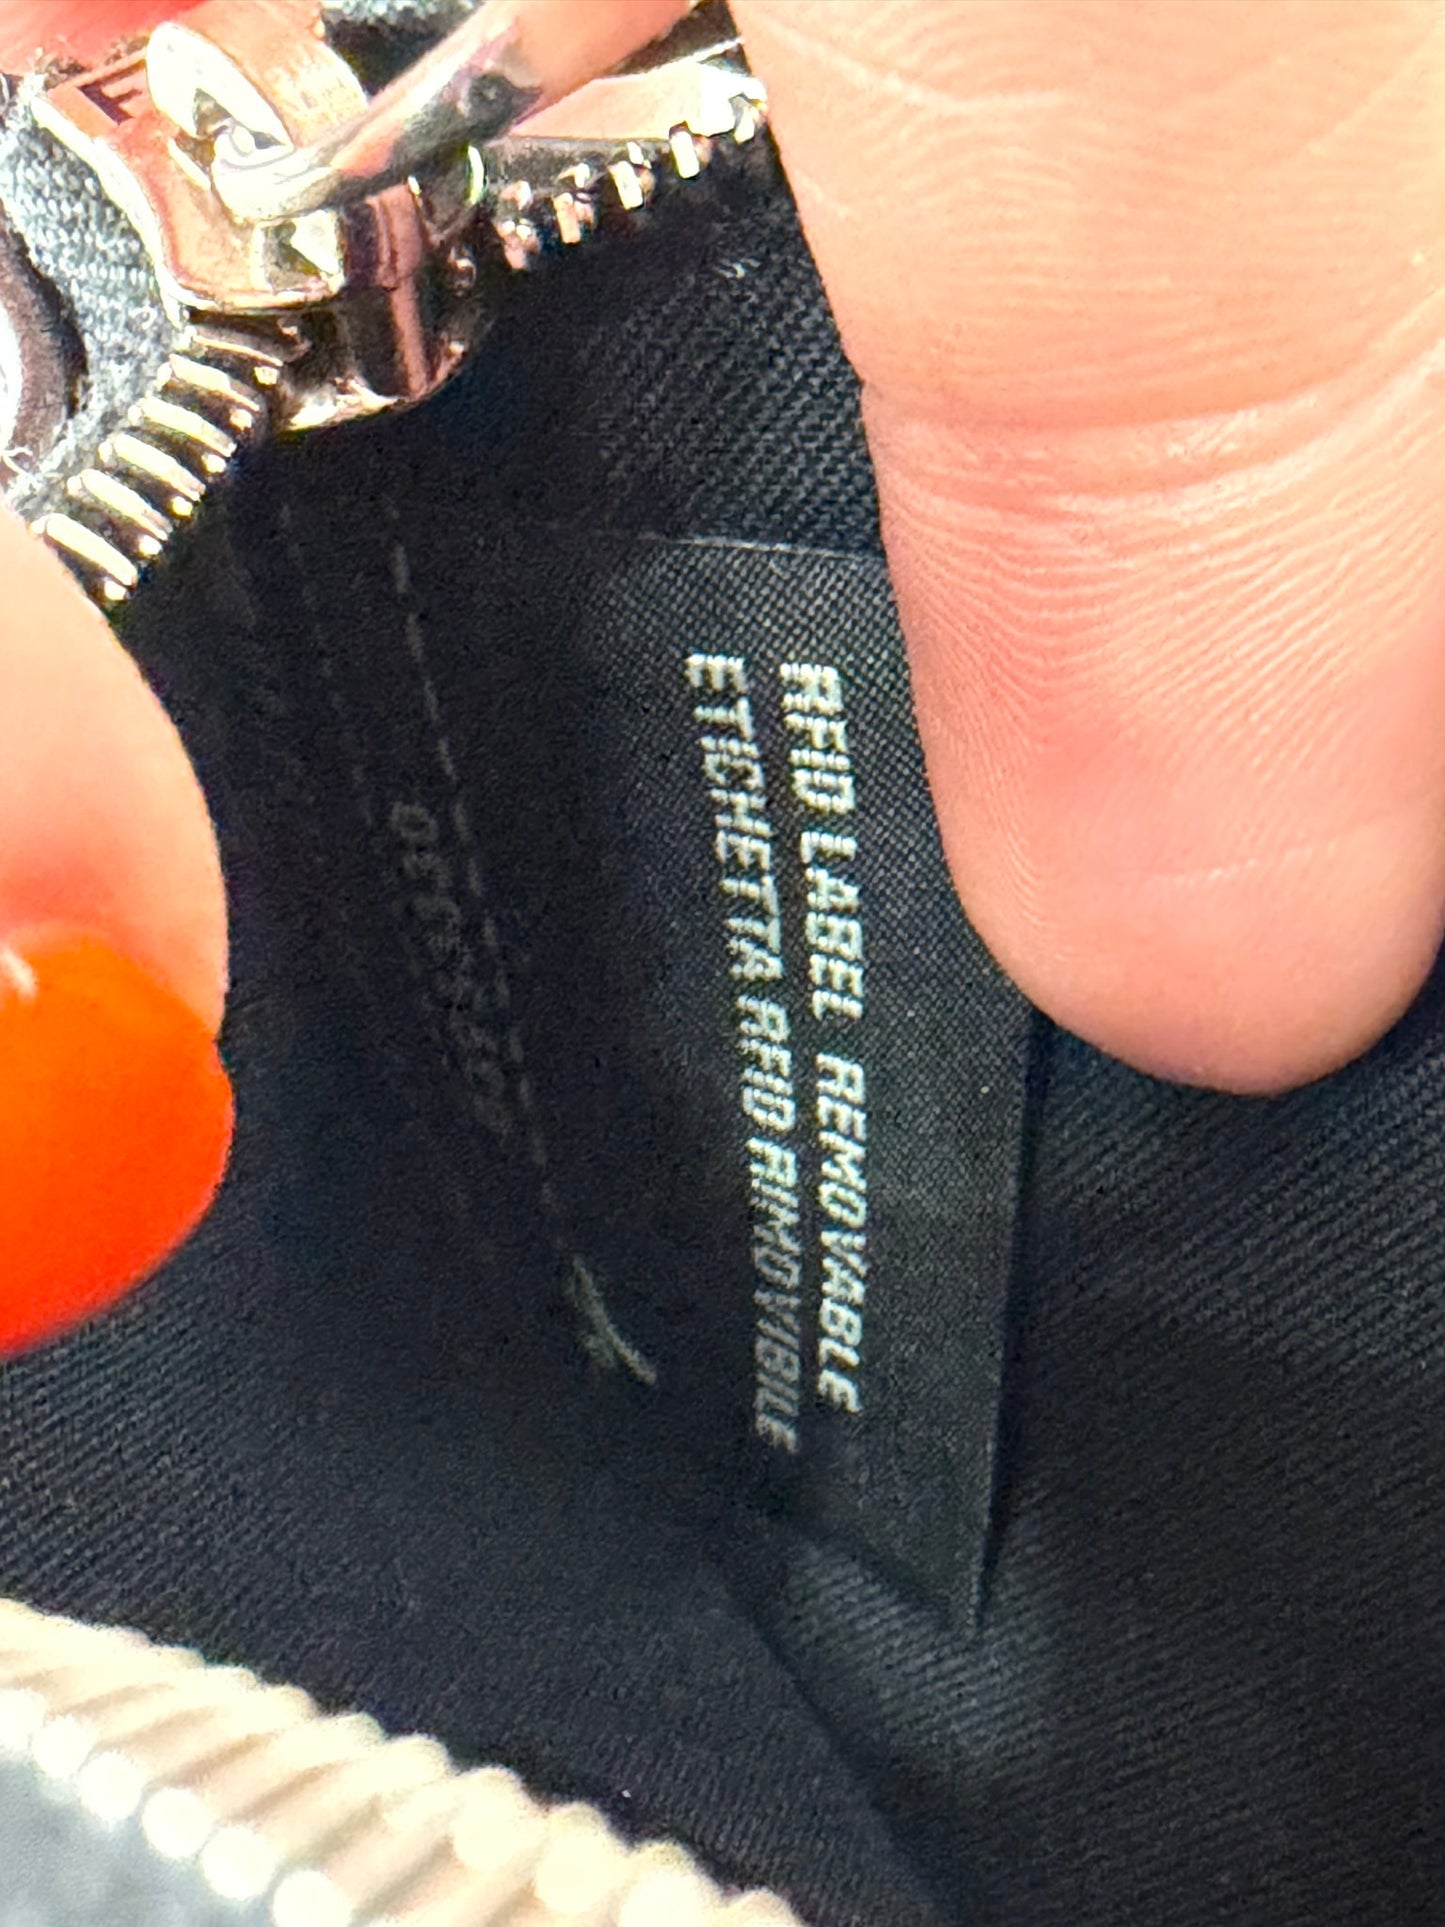 RFID LABEL REMOVABLE
ETICHETTA RFID RIMOVIBILE